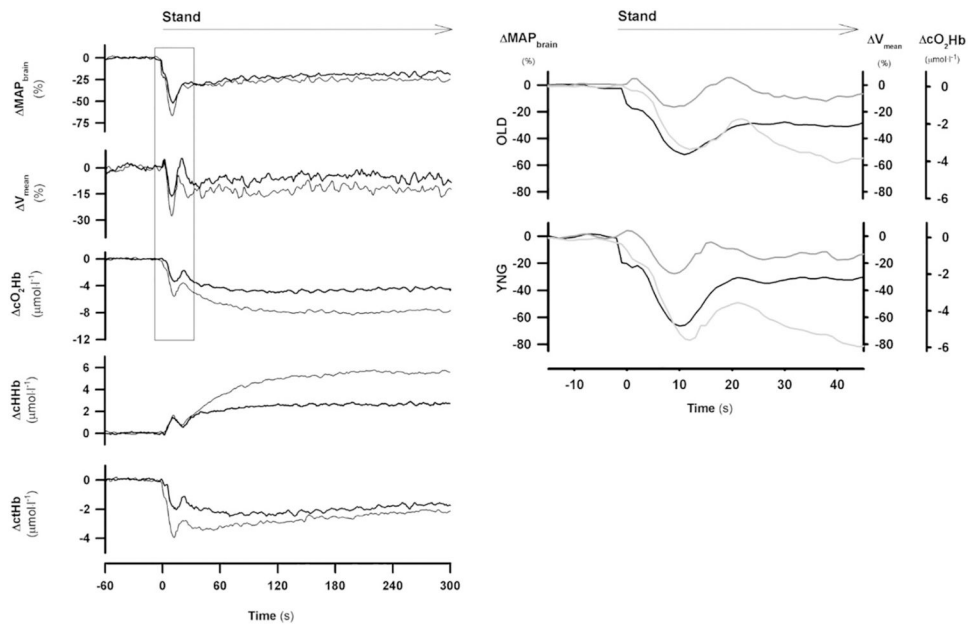 Stand
0
-25
-50
-75
ΔMAPbrain
(%)
0
-15
-30
ΔVmean
(%)
0
-4
-8
-12
ΔcO2Hb
(μmol·l-1)
6
4
2
0
ΔcHHb
(μmol·l-1)
0
-2
-4
ΔctHb
(μmol·l-1)
-60 0 60 120 180 240 300
Time (s)
Stand
ΔMAPbrain
(%)
ΔVmean
(%)
ΔcO2Hb
(μmol·l-1)
0
-20
-40
-60
-80
OLD
0
-20
-40
-60
-80
0
-2
-4
-6
0
-20
-40
-60
-80
YNG
0
-20
-40
-60
-80
0
-2
-4
-6
-10 0 10 20 30 40
Time (s)